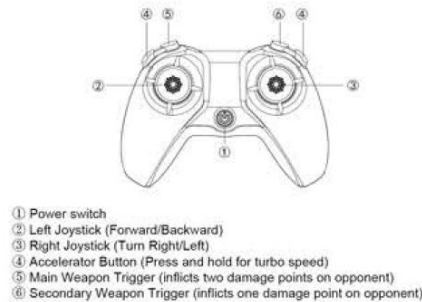 ④ ⑤ ⑥ ④
② ③
①
① Power switch
② Left Joystick (Forward/Backward)
③ Right Joystick (Turn Right/Left)
④ Accelerator Button (Press and hold for turbo speed)
⑤ Main Weapon Trigger (inflicts two damage points on opponent)
⑥ Secondary Weapon Trigger (inflicts one damage point on opponent)